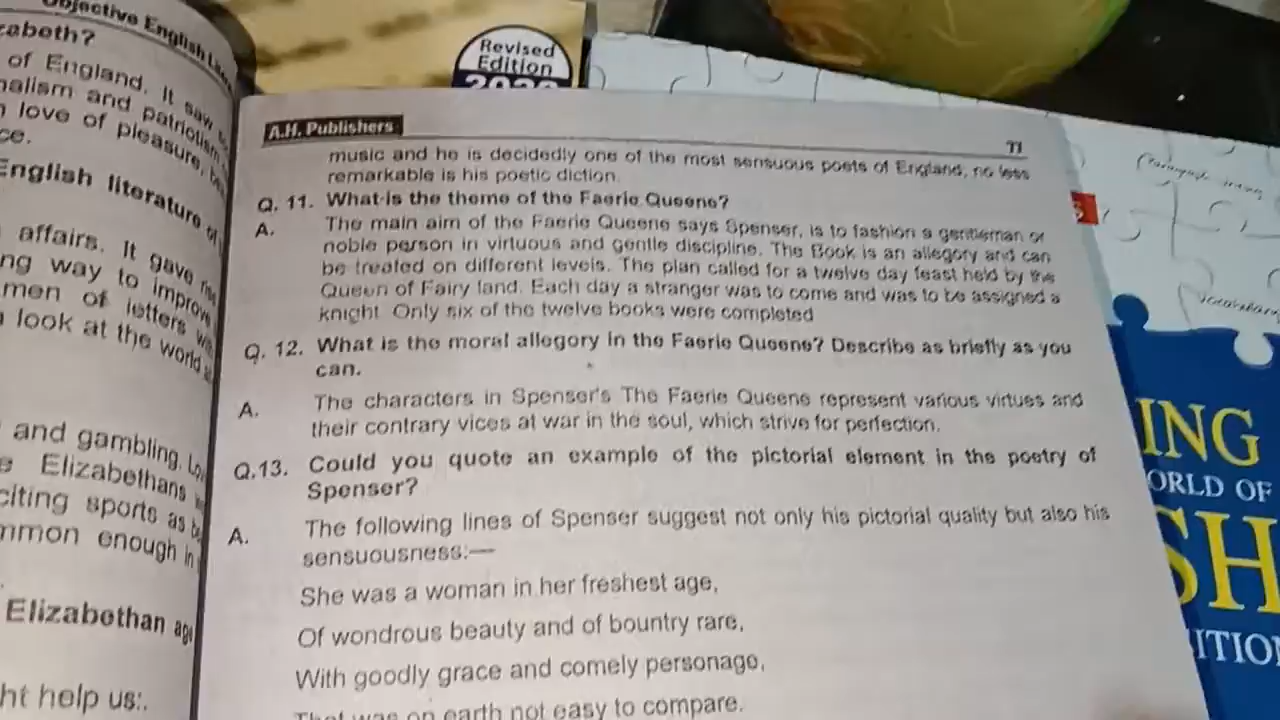 Objective English
zabeth?
of England. It saw
nalism and patriotism
love of pleasure,
ce.
English literature of
affairs. It gave rise
ng way to improve
men of letters
look at the world
and gambling.
Elizabethans
citing sports as
mmon enough in
Elizabethan age
ht help us:.
Revised
Edition
A.H. Publishers
71
music and he is decidedly one of the most sensuous poets of England, no less
remarkable is his poetic diction.
Q. 11. What is the theme of the Faerie Queene?
A. The main aim of the Faerie Queene says Spenser, is to fashion a gentleman or
noble person in virtuous and gentle discipline. The Book is an allegory and can
be treated on different levels. The plan called for a twelve day feast held by the
Queen of Fairy land. Each day a stranger was to come and was to be assigned a
knight. Only six of the twelve books were completed
Q. 12. What is the moral allegory in the Faerie Queene? Describe as briefly as you
can.
A. The characters in Spenser's The Faerie Queene represent various virtues and
their contrary vices at war in the soul, which strive for perfection.
Q.13. Could you quote an example of the pictorial element in the poetry of
Spenser?
A. The following lines of Spenser suggest not only his pictorial quality but also his
sensuousness:—
She was a woman in her freshest age,
Of wondrous beauty and of bountry rare,
With goodly grace and comely personage,
That was on earth not easy to compare.
ING
ORLD OF
SH
ITION